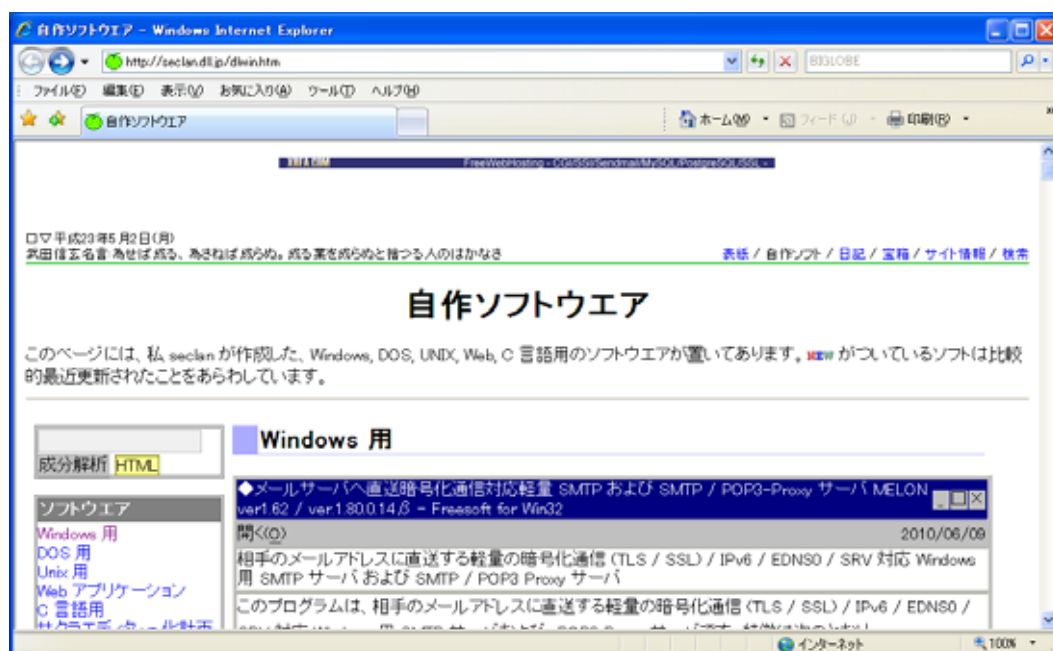 自作ソフトウエア - Windows Internet Explorer
http://seclan.dll.jp/dlwin.htm
BIGLOBE
ファイル(F) 編集(E) 表示(V) お気に入り(A) ツール(T) ヘルプ(H)
自作ソフトウエア
ホーム(M) フィード(J) 印刷(R)
XREA.COM FreeWebHosting - CGI/SSI/Sendmail/MySQL/PostgreSQL/SSL -
□▽平成23年5月2日(月)
武田信玄名言 為せば成る、為さねば成らぬ。成る業を成らぬと捨つる人のはかなさ
表紙 / 自作ソフト / 日記 / 宝箱 / サイト情報 / 検索
自作ソフトウエア
このページには、私 seclan が作成した、Windows, DOS, UNIX, Web, C 言語用のソフトウエアが置いてあります。NEW がついているソフトは比較
的最近更新されたことをあらわしています。
成分解析 HTML
ソフトウエア
Windows 用
DOS 用
Unix 用
Web アプリケーション
C 言語用
サクラエディター化計画
Windows 用
◆メールサーバへ直送暗号化通信対応軽量 SMTP および SMTP / POP3-Proxy サーバ MELON
ver1.62 / ver.1.80.0.14β - Freesoft for Win32
開く(O) 2010/06/09
相手のメールアドレスに直送する軽量の暗号化通信 (TLS / SSL) / IPv6 / EDNS0 / SRV 対応 Windows
用 SMTP サーバ および SMTP / POP3 Proxy サーバ
このプログラムは、相手のメールアドレスに直送する軽量の暗号化通信 (TLS / SSL) / IPv6 / EDNS0 /
インターネット 100%